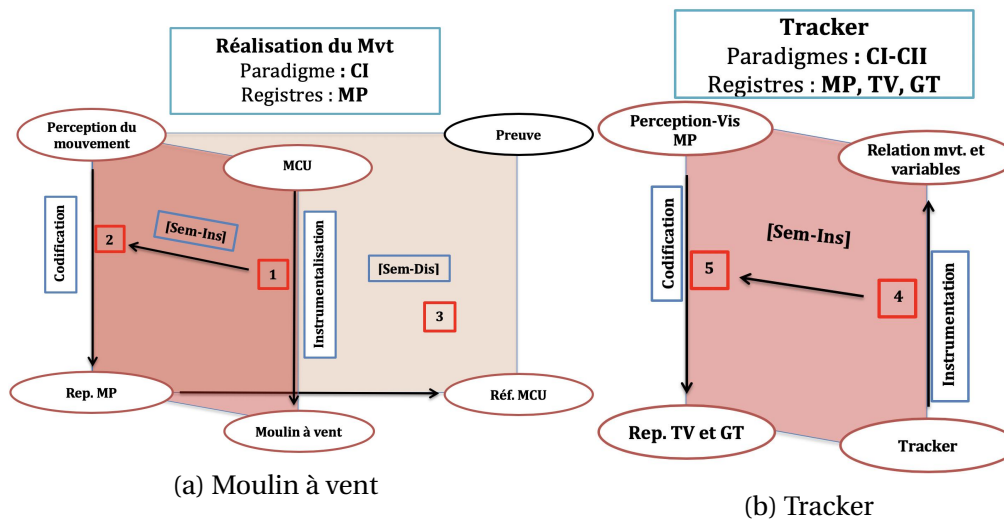 Réalisation du Mvt
Paradigme : CI
Registres : MP
Perception du
mouvement
MCU
Preuve
Codification
2
[Sem-Ins]
1
Instrumentalisation
[Sem-Dis]
3
Rep. MP
Moulin à vent
Réf. MCU
(a) Moulin à vent
Tracker
Paradigmes : CI-CII
Registres : MP, TV, GT
Perception-Vis
MP
Relation mvt. et
variables
Codification
5
[Sem-Ins]
4
Instrumentation
Rep. TV et GT
Tracker
(b) Tracker